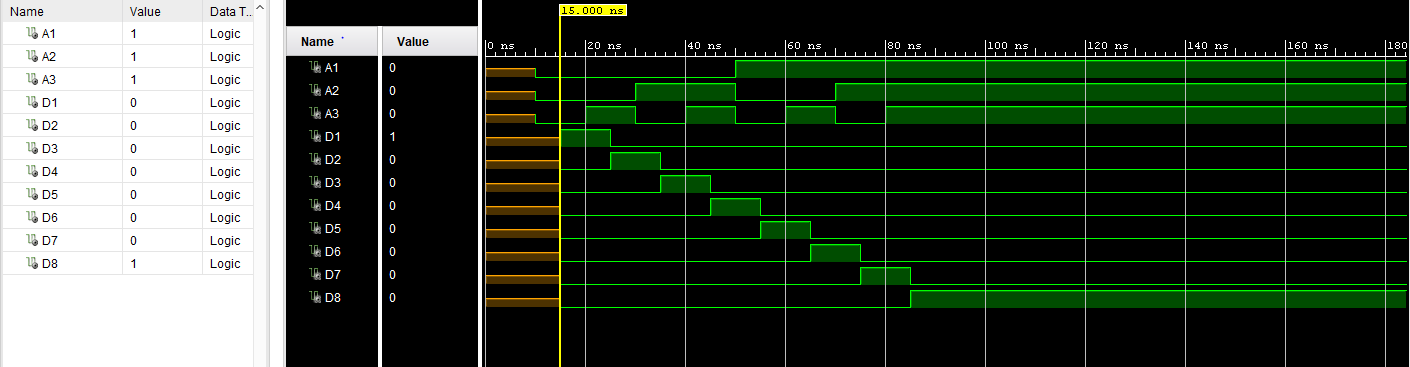 Name Value Data T...
A1 1 Logic
A2 1 Logic
A3 1 Logic
D1 0 Logic
D2 0 Logic
D3 0 Logic
D4 0 Logic
D5 0 Logic
D6 0 Logic
D7 0 Logic
D8 1 Logic
Name Value
A1 0
A2 0
A3 0
D1 1
D2 0
D3 0
D4 0
D5 0
D6 0
D7 0
D8 0
15.000 ns
0 ns 20 ns 40 ns 60 ns 80 ns 100 ns 120 ns 140 ns 160 ns 180